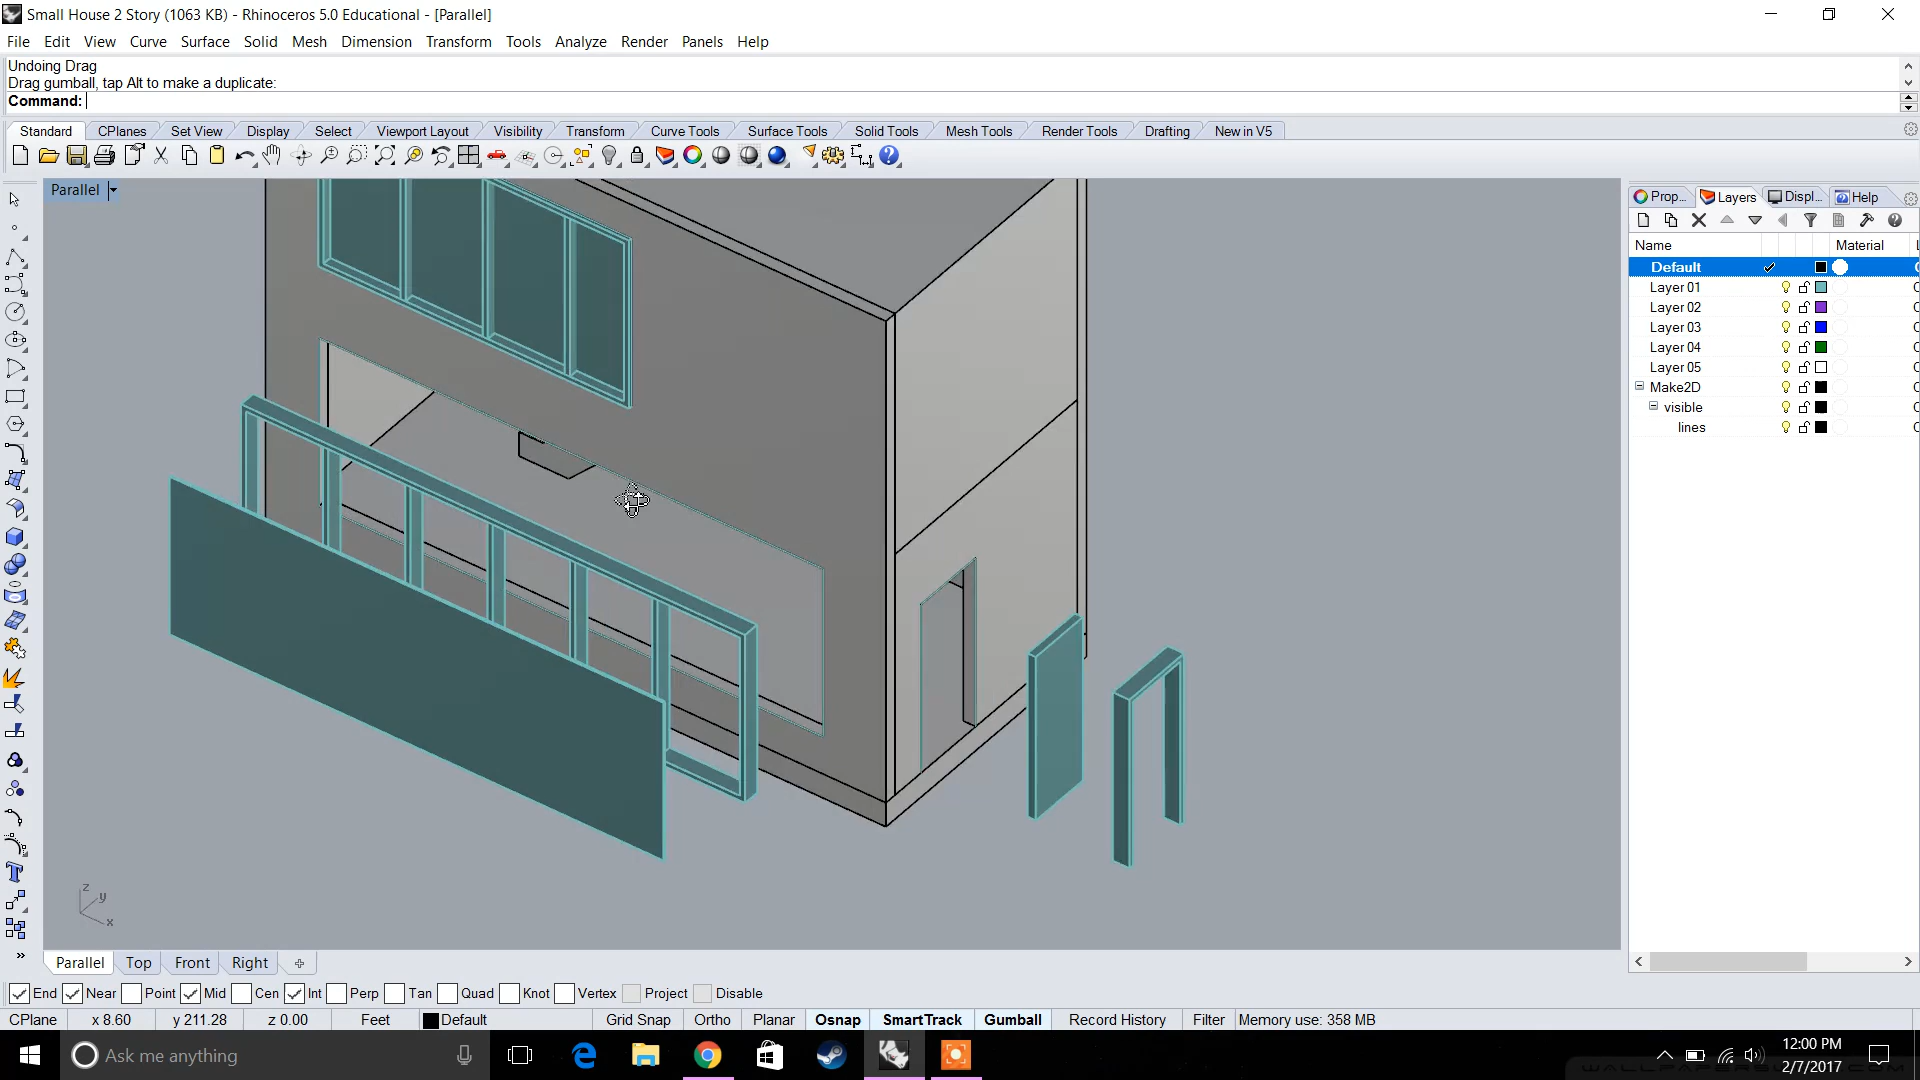 Small House 2 Story (1063 KB) - Rhinoceros 5.0 Educational - [Parallel]
File Edit View Curve Surface Solid Mesh Dimension Transform Tools Analyze Render Panels Help
Undoing Drag
Drag gumball, tap Alt to make a duplicate:
Command:
Standard CPlanes Set View Display Select Viewport Layout Visibility Transform Curve Tools Surface Tools Solid Tools Mesh Tools Render Tools Drafting New in V5
Parallel
Prop... Layers Displ... Help
Name Material
Default
Layer 01
Layer 02
Layer 03
Layer 04
Layer 05
Make2D
visible
lines
z
y
x
Parallel Top Front Right
End Near Point Mid Cen Int Perp Tan Quad Knot Vertex Project Disable
CPlane x 8.60 y 211.28 z 0.00 Feet Default Grid Snap Ortho Planar Osnap SmartTrack Gumball Record History Filter Memory use: 358 MB
Ask me anything
12:00 PM
2/7/2017